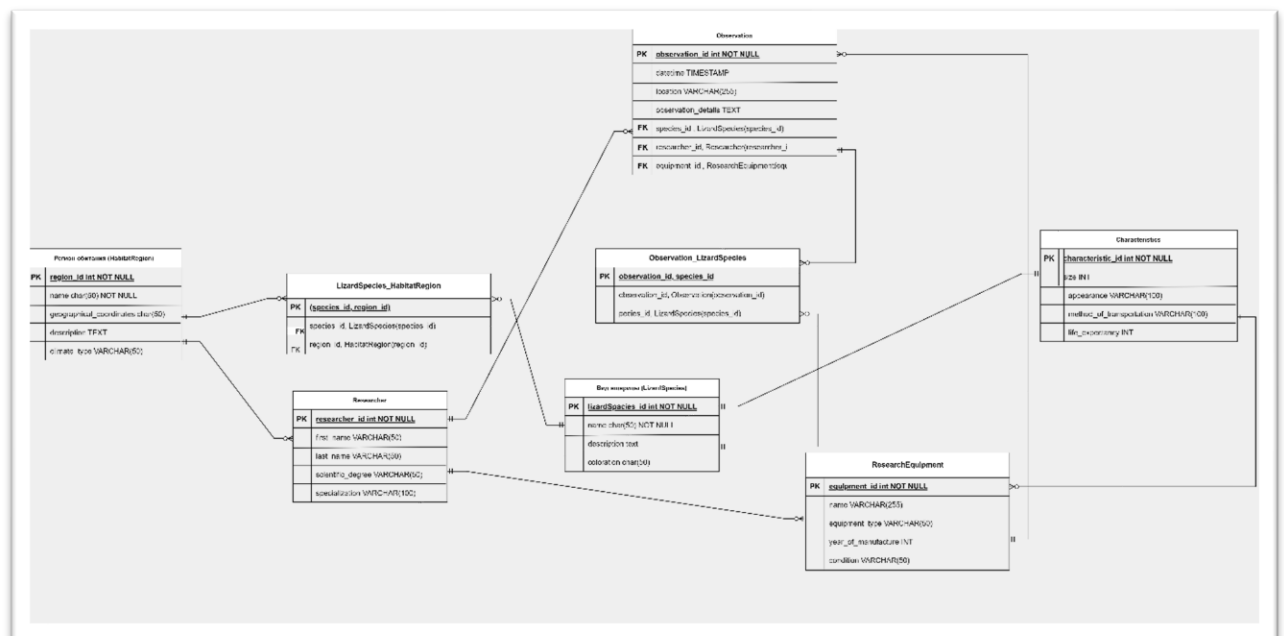 Observation
PK observation_id int NOT NULL
datetime TIMESTAMP
location VARCHAR(255)
observation_details TEXT
FK species_id , LizardSpecies(species_id)
FK researcher_id, Researcher(researcher_i
FK equipment_id , ResearchEquipment(equ
Регион обитания (HabitatRegion)
PK region_id int NOT NULL
name char(50) NOT NULL
geographical_coordinates char(50)
description TEXT
climate_type VARCHAR(50)
LizardSpecies_HabitatRegion
PK (species_id, region_id)
FK species_id, LizardSpecies(species_id)
FK region_id, HabitatRegion(region_id)
Observation_LizardSpecies
PK observation_id, species_id
observation_id, Observation(observation_id)
pecies_id, LizardSpecies(species_id)
Characteristics
PK characteristic_id int NOT NULL
size INT
appearance VARCHAR(100)
method_of_transportation VARCHAR(100)
life_expectancy INT
Researcher
PK researcher_id int NOT NULL
first_name VARCHAR(50)
last_name VARCHAR(50)
scientific_degree VARCHAR(50)
specialization VARCHAR(100)
Вид ящерицы (LizardSpecies)
PK lizardSpacies_id int NOT NULL
name char(50) NOT NULL
description text
coloration char(50)
ResearchEquipment
PK equipment_id int NOT NULL
name VARCHAR(255)
equipment_type VARCHAR(50)
year_of_manufacture INT
condition VARCHAR(50)